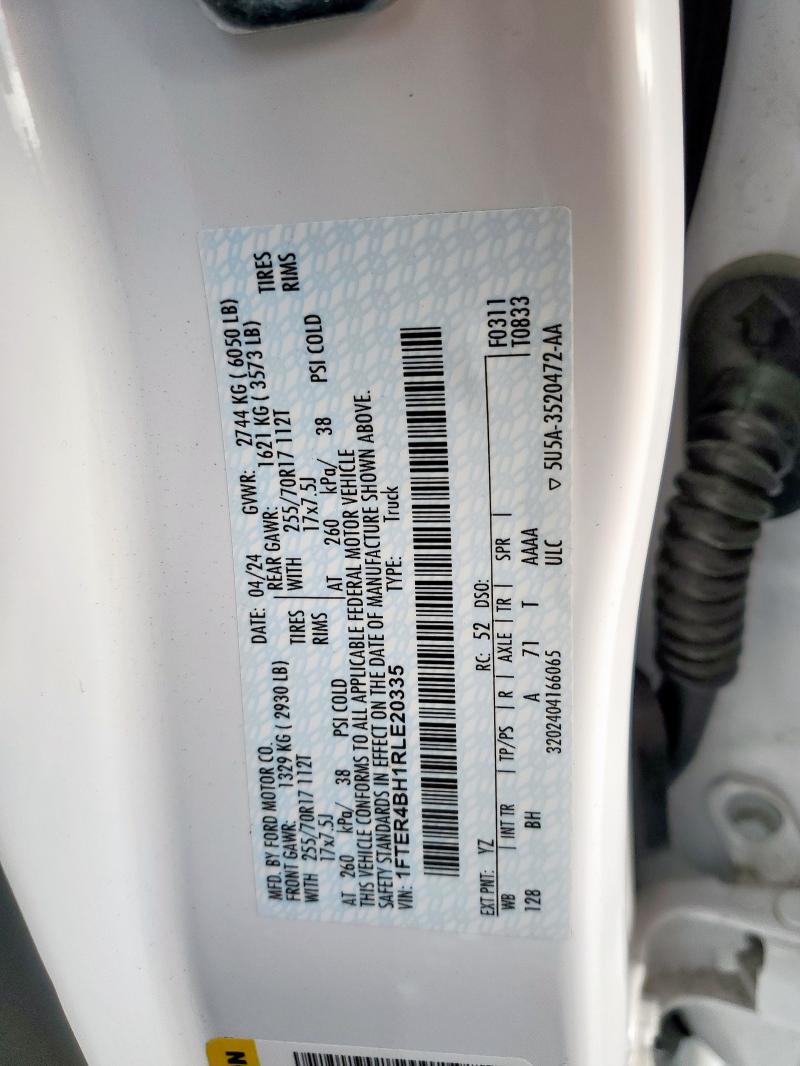 MFD. BY FORD MOTOR CO. DATE: 04/24 GVWR: 2744 KG ( 6050 LB)
FRONT GAWR: 1329 KG ( 2930 LB) REAR GAWR: 1621 KG ( 3573 LB)
WITH 255/70R17 112T TIRES WITH 255/70R17 112T TIRES
17x7.5J RIMS 17x7.5J RIMS
AT 260 kPa/ 38 PSI COLD AT 260 kPa/ 38 PSI COLD
THIS VEHICLE CONFORMS TO ALL APPLICABLE FEDERAL MOTOR VEHICLE
SAFETY STANDARDS IN EFFECT ON THE DATE OF MANUFACTURE SHOWN ABOVE.
VIN: 1FTER4BH1RLE20335 TYPE: Truck
EXT PNT: YZ RC: 52 DSO: F0311
WB INT TR TP/PS R AXLE TR SPR T0833
128 BH A 71 T AAAA
3202404166065 ULC ▽ 5U5A-3520472-AA